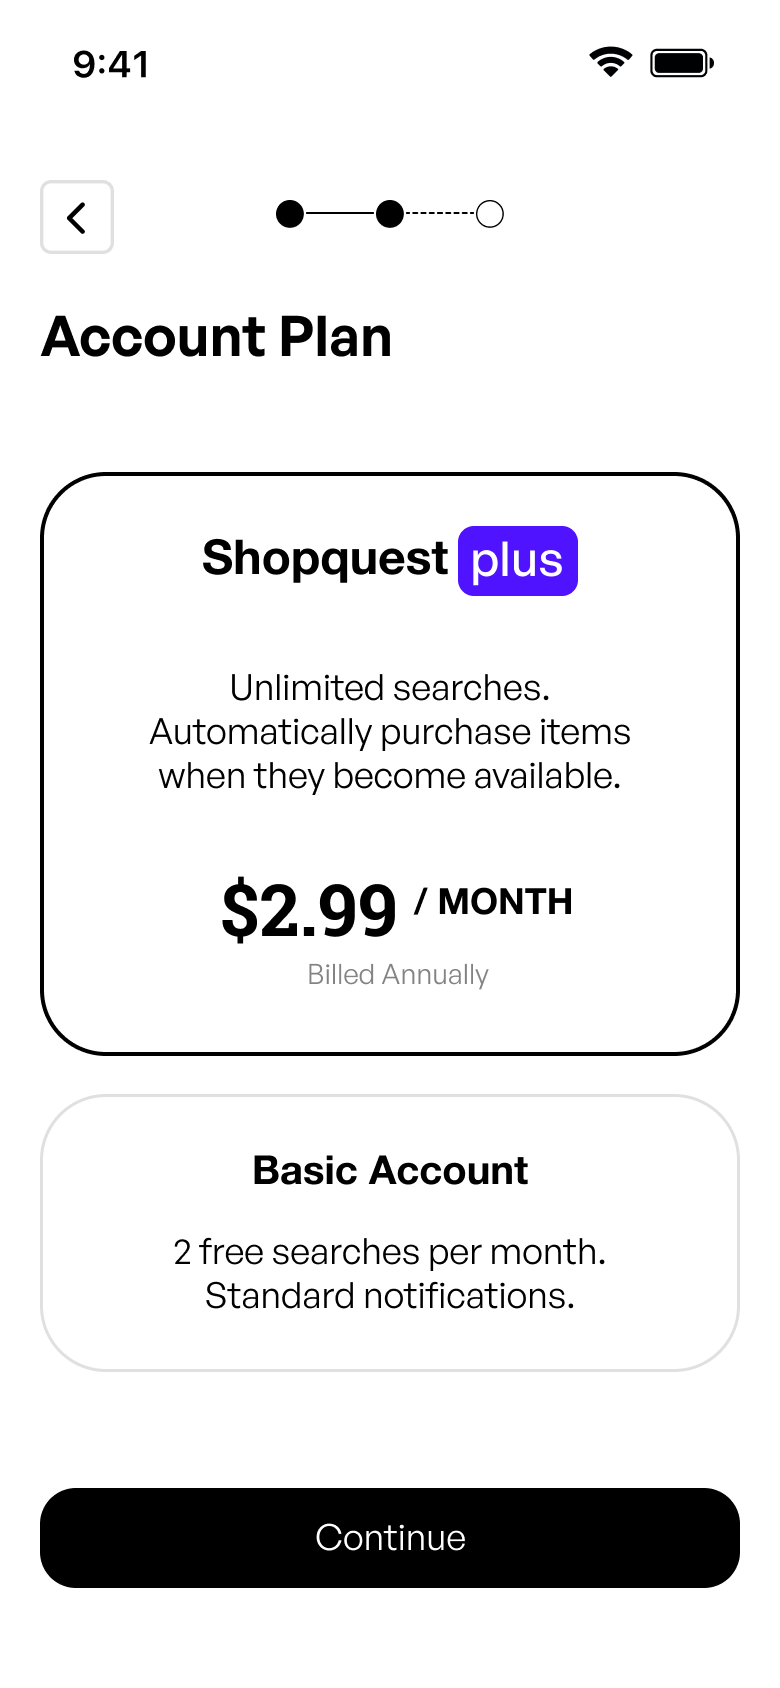 9:41
Account Plan
Shopquest plus
Unlimited searches.
Automatically purchase items
when they become available.
$2.99 / MONTH
Billed Annually
Basic Account
2 free searches per month.
Standard notifications.
Continue